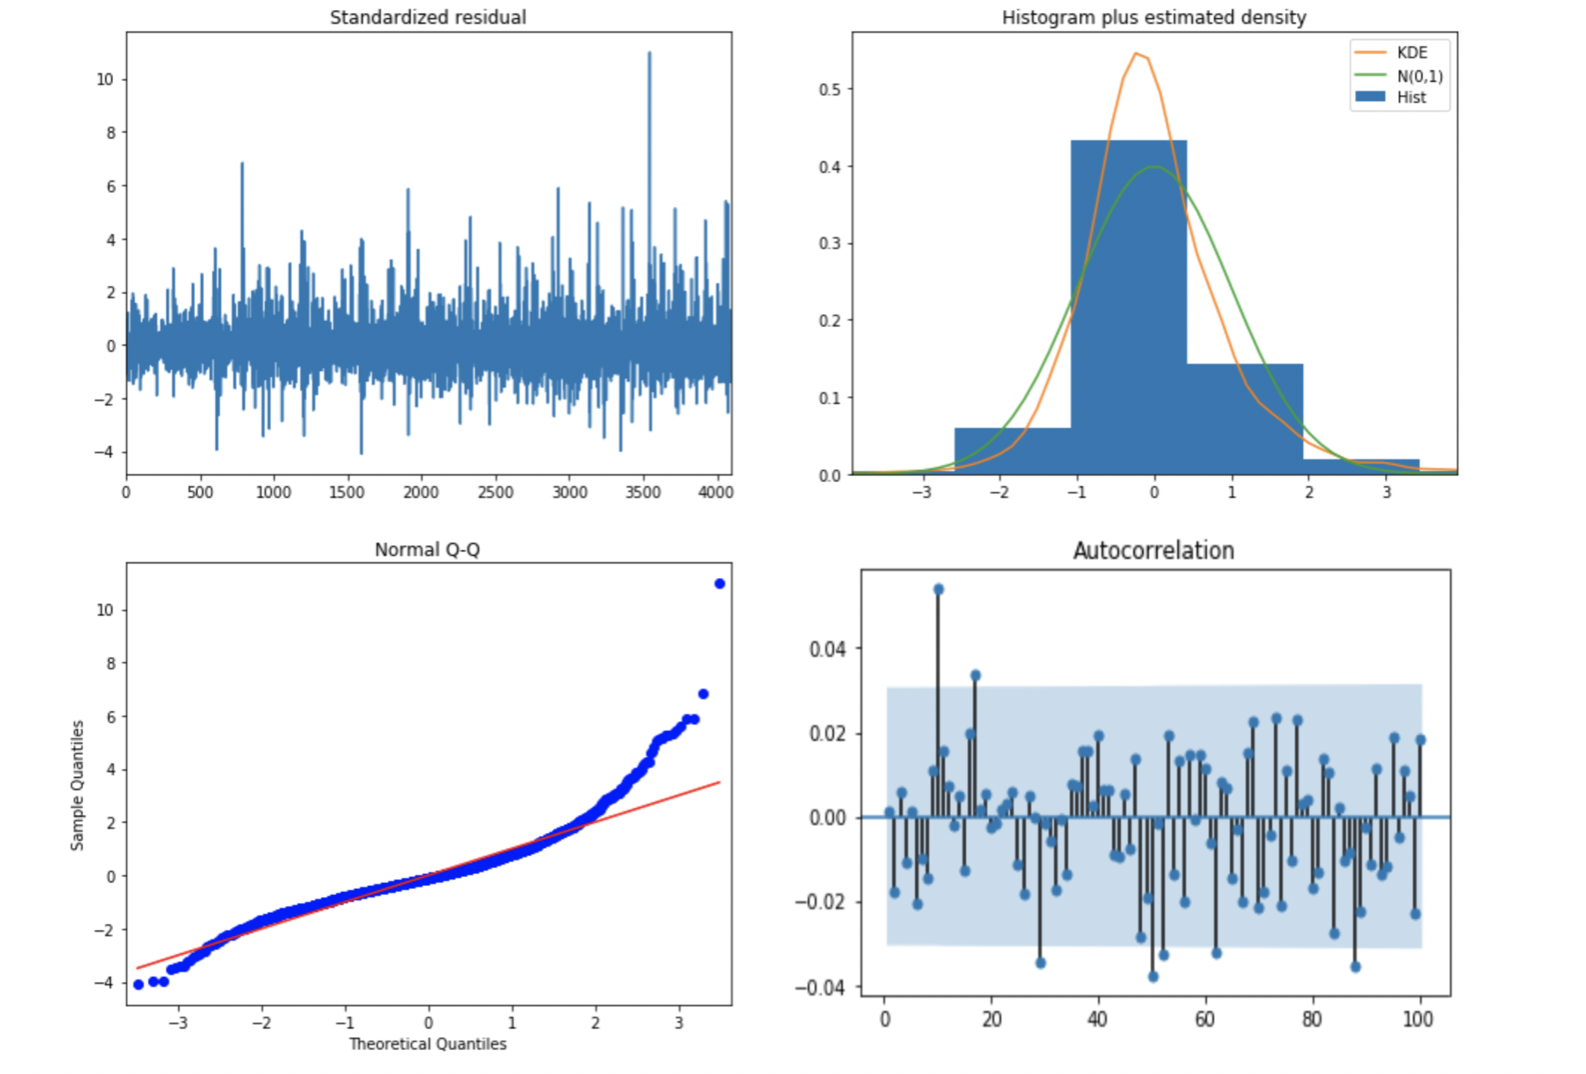 Standardized residual
10
8
6
4
2
0
−2
−4
0 500 1000 1500 2000 2500 3000 3500 4000
Histogram plus estimated density
KDE
N(0,1)
Hist
0.5
0.4
0.3
0.2
0.1
0.0
−3 −2 −1 0 1 2 3
Normal Q-Q
Sample Quantiles
10
8
6
4
2
0
−2
−4
−3 −2 −1 0 1 2 3
Theoretical Quantiles
Autocorrelation
0.04
0.02
0.00
−0.02
−0.04
0 20 40 60 80 100